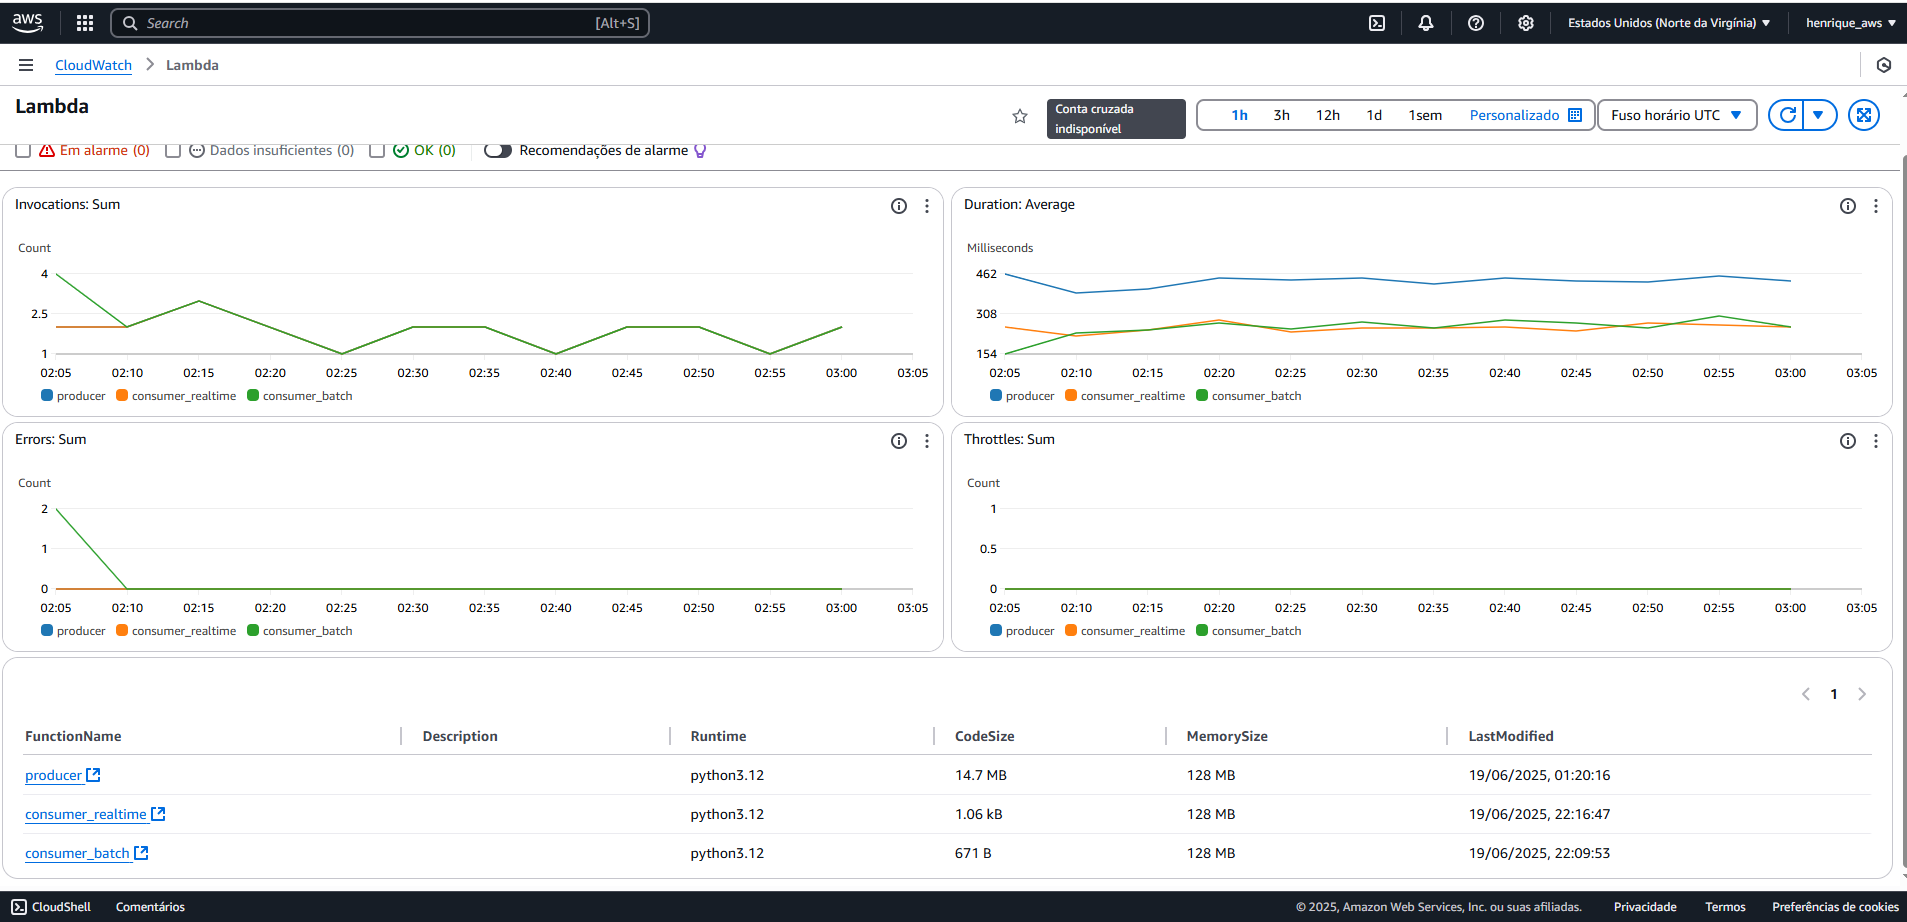 aws Search [Alt+S] Estados Unidos (Norte da Virgínia) henrique_aws
CloudWatch Lambda
Lambda
Conta cruzada
indisponível
1h 3h 12h 1d 1sem Personalizado Fuso horário UTC
Em alarme (0) Dados insuficientes (0) OK (0) Recomendações de alarme
Invocations: Sum
Count
4
2.5
1
02:05 02:10 02:15 02:20 02:25 02:30 02:35 02:40 02:45 02:50 02:55 03:00 03:05
producer consumer_realtime consumer_batch
Duration: Average
Milliseconds
462
308
154
02:05 02:10 02:15 02:20 02:25 02:30 02:35 02:40 02:45 02:50 02:55 03:00 03:05
producer consumer_realtime consumer_batch
Errors: Sum
Count
2
1
0
02:05 02:10 02:15 02:20 02:25 02:30 02:35 02:40 02:45 02:50 02:55 03:00 03:05
producer consumer_realtime consumer_batch
Throttles: Sum
Count
1
0.5
0
02:05 02:10 02:15 02:20 02:25 02:30 02:35 02:40 02:45 02:50 02:55 03:00 03:05
producer consumer_realtime consumer_batch
1
FunctionName Description Runtime CodeSize MemorySize LastModified
producer python3.12 14.7 MB 128 MB 19/06/2025, 01:20:16
consumer_realtime python3.12 1.06 kB 128 MB 19/06/2025, 22:16:47
consumer_batch python3.12 671 B 128 MB 19/06/2025, 22:09:53
CloudShell Comentários © 2025, Amazon Web Services, Inc. ou suas afiliadas. Privacidade Termos Preferências de cookies